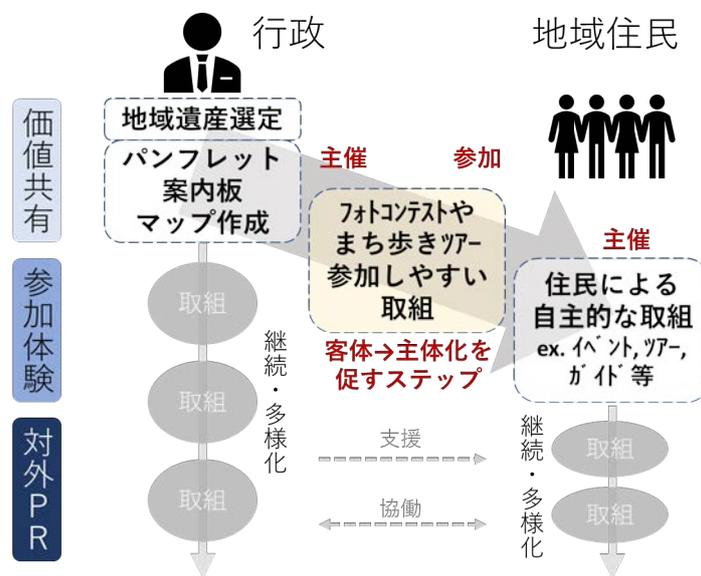 行政
地域住民
価値共有
地域遺産選定
パンフレット
案内板
マップ作成
主催
参加
ﾌｫﾄｺﾝﾃｽﾄや
まち歩きﾂｱｰ
参加しやすい
取組
客体→主体化を
促すステップ
主催
住民による
自主的な取組
ex. ｲﾍﾞﾝﾄ,ﾂｱｰ,
ｶﾞｲﾄﾞ等
参加体験
取組
取組
継続・多様化
対外PR
取組
支援
協働
継続・多様化
取組
取組